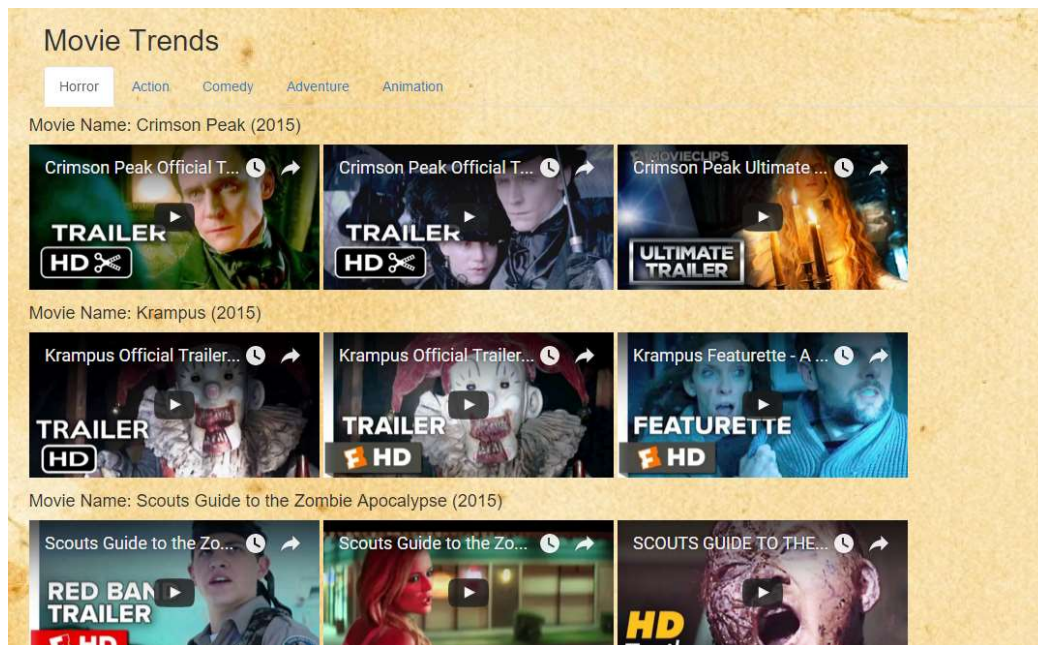 Movie Trends
Horror Action Comedy Adventure Animation
Movie Name: Crimson Peak (2015)
Crimson Peak Official T... Crimson Peak Official T... MOVIECLIPS
Crimson Peak Ultimate ...
TRAILER TRAILER ULTIMATE
HD HD TRAILER
Movie Name: Krampus (2015)
Krampus Official Trailer... Krampus Official Trailer... Krampus Featurette - A ...
TRAILER TRAILER FEATURETTE
HD F HD F HD
Movie Name: Scouts Guide to the Zombie Apocalypse (2015)
Scouts Guide to the Zo... Scouts Guide to the Zo... SCOUTS GUIDE TO THE...
RED BAND
TRAILER HD
HD